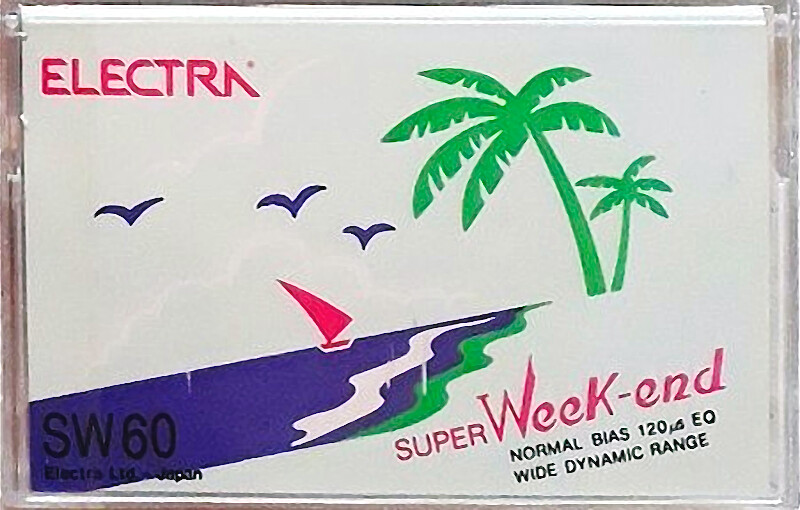 ELECTRA®
SUPER WeeK-end
NORMAL BIAS 120µs EQ
WIDE DYNAMIC RANGE
SW60
Electra Ltd. - Japan